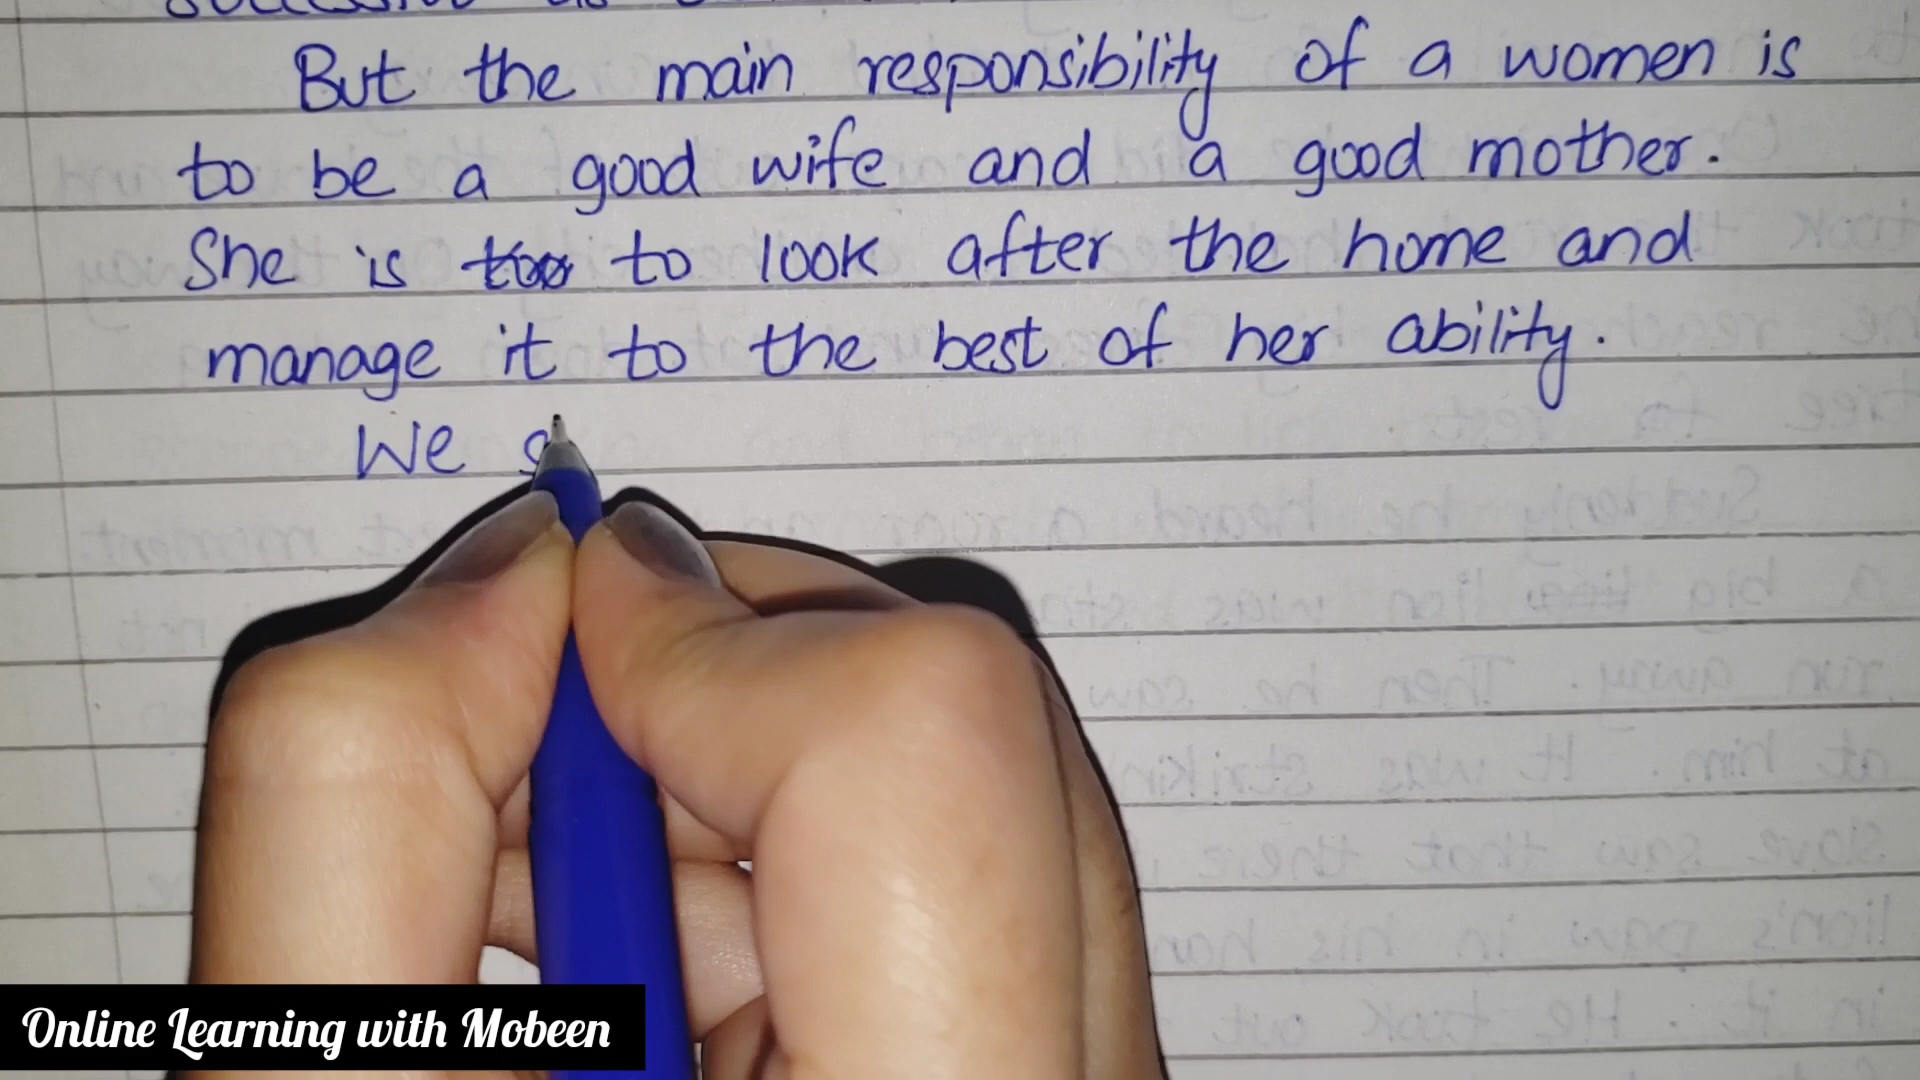 But the main responsibility of a women is
to be a good wife and a good mother.
She is to look after the home and
manage it to the best of her ability.
We
Online Learning with Mobeen